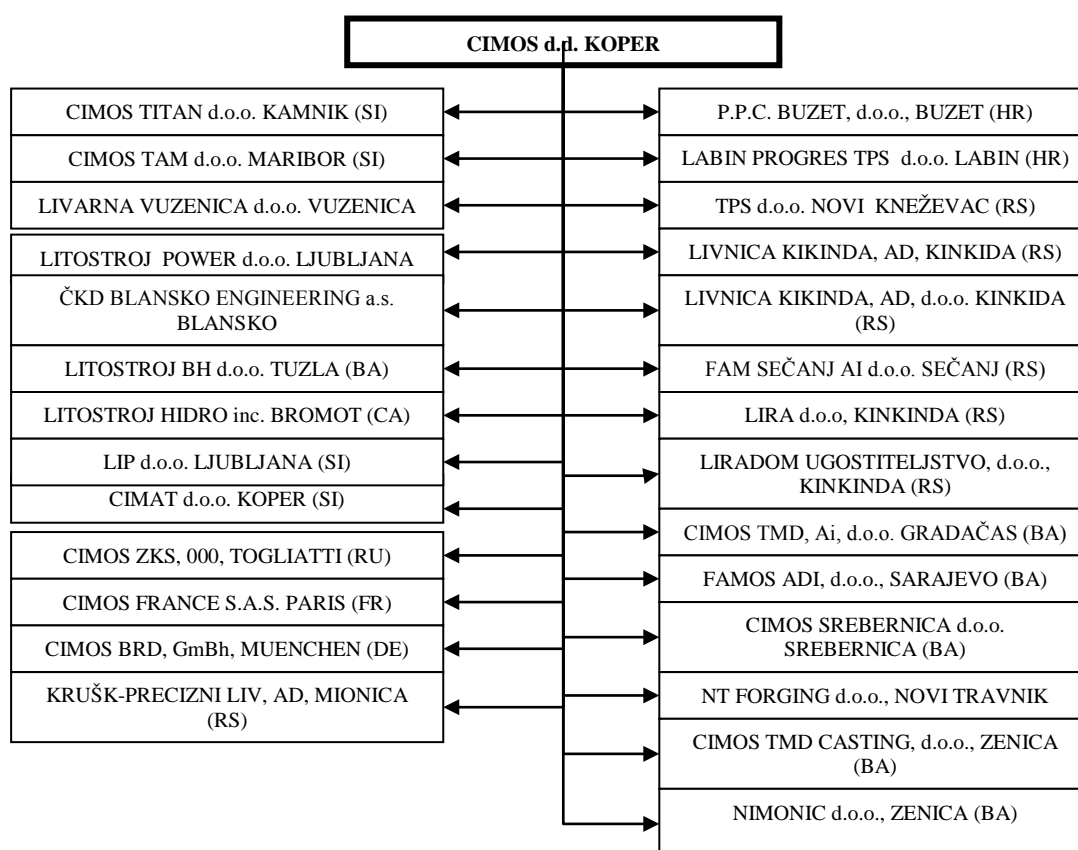 CIMOS d.d. KOPER
CIMOS TITAN d.o.o. KAMNIK (SI)
CIMOS TAM d.o.o. MARIBOR (SI)
LIVARNA VUZENICA d.o.o. VUZENICA
LITOSTROJ POWER d.o.o. LJUBLJANA
ČKD BLANSKO ENGINEERING a.s.
BLANSKO
LITOSTROJ BH d.o.o. TUZLA (BA)
LITOSTROJ HIDRO inc. BROMOT (CA)
LIP d.o.o. LJUBLJANA (SI)
CIMAT d.o.o. KOPER (SI)
CIMOS ZKS, 000, TOGLIATTI (RU)
CIMOS FRANCE S.A.S. PARIS (FR)
CIMOS BRD, GmBh, MUENCHEN (DE)
KRUŠK-PRECIZNI LIV, AD, MIONICA
(RS)
P.P.C. BUZET, d.o.o., BUZET (HR)
LABIN PROGRES TPS d.o.o. LABIN (HR)
TPS d.o.o. NOVI KNEŽEVAC (RS)
LIVNICA KIKINDA, AD, KINKIDA (RS)
LIVNICA KIKINDA, AD, d.o.o. KINKIDA
(RS)
FAM SEČANJ AI d.o.o. SEČANJ (RS)
LIRA d.o.o, KINKINDA (RS)
LIRADOM UGOSTITELJSTVO, d.o.o.,
KINKINDA (RS)
CIMOS TMD, Ai, d.o.o. GRADAČAS (BA)
FAMOS ADI, d.o.o., SARAJEVO (BA)
CIMOS SREBERNICA d.o.o.
SREBERNICA (BA)
NT FORGING d.o.o., NOVI TRAVNIK
CIMOS TMD CASTING, d.o.o., ZENICA
(BA)
NIMONIC d.o.o., ZENICA (BA)